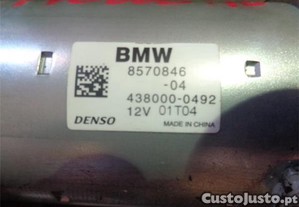 BMW
8570846
-04
438000-0492
DENSO 12V 01T04
MADE IN CHINA
CustoJusto.pt